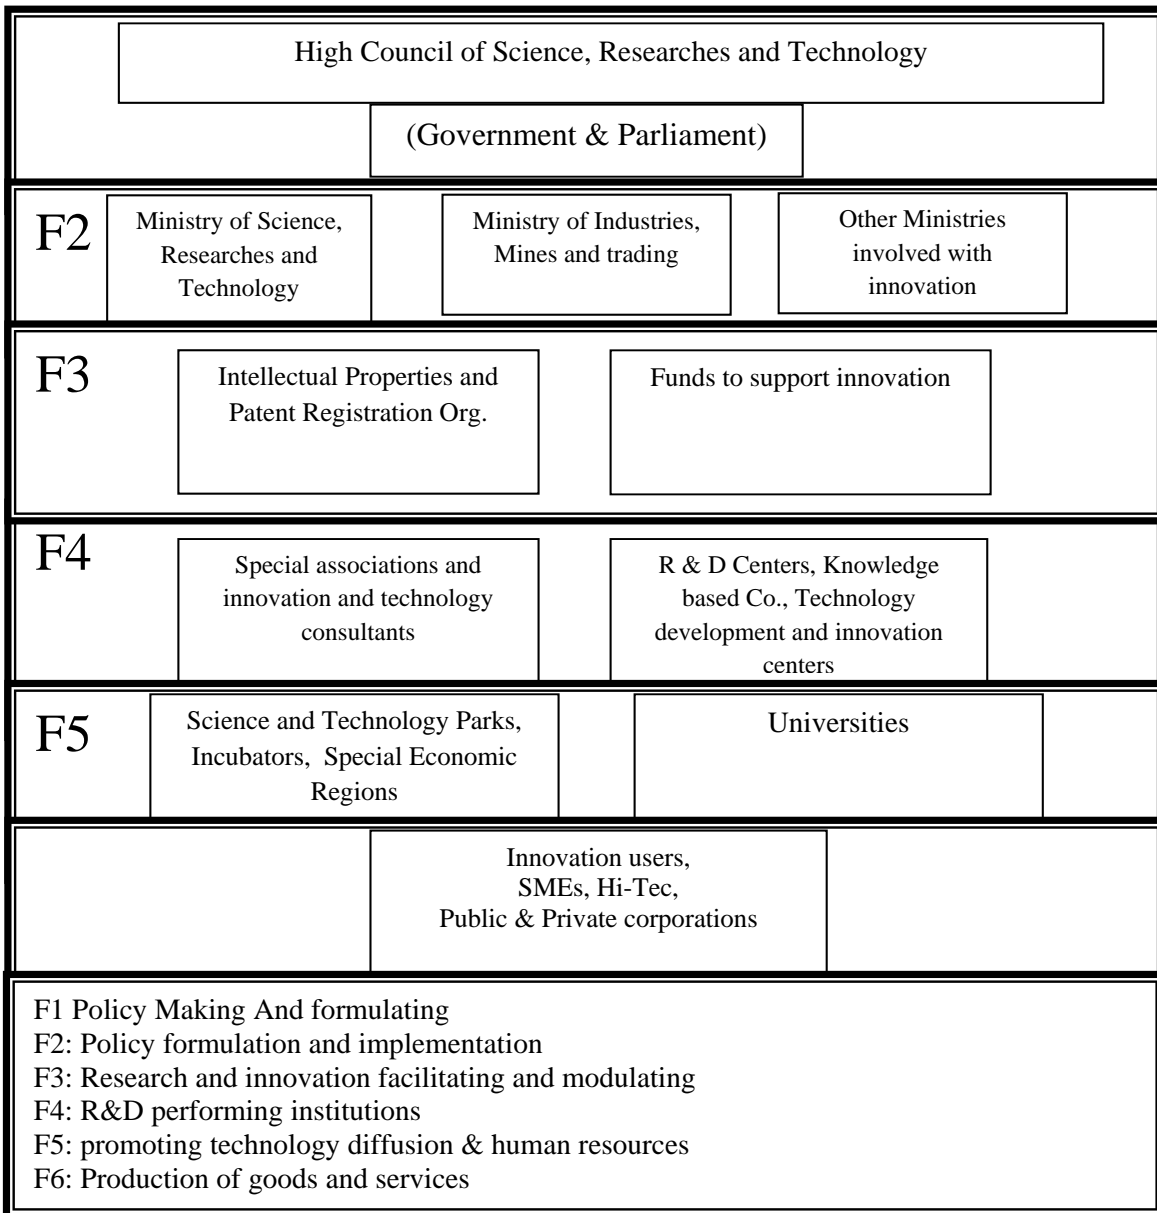 High Council of Science, Researches and Technology
(Government & Parliament)
F2
Ministry of Science,
Researches and
Technology
Ministry of Industries,
Mines and trading
Other Ministries
involved with
innovation
F3
Intellectual Properties and
Patent Registration Org.
Funds to support innovation
F4
Special associations and
innovation and technology
consultants
R & D Centers, Knowledge
based Co., Technology
development and innovation
centers
F5
Science and Technology Parks,
Incubators, Special Economic
Regions
Universities
Innovation users,
SMEs, Hi-Tec,
Public & Private corporations
F1 Policy Making And formulating
F2: Policy formulation and implementation
F3: Research and innovation facilitating and modulating
F4: R&D performing institutions
F5: promoting technology diffusion & human resources
F6: Production of goods and services